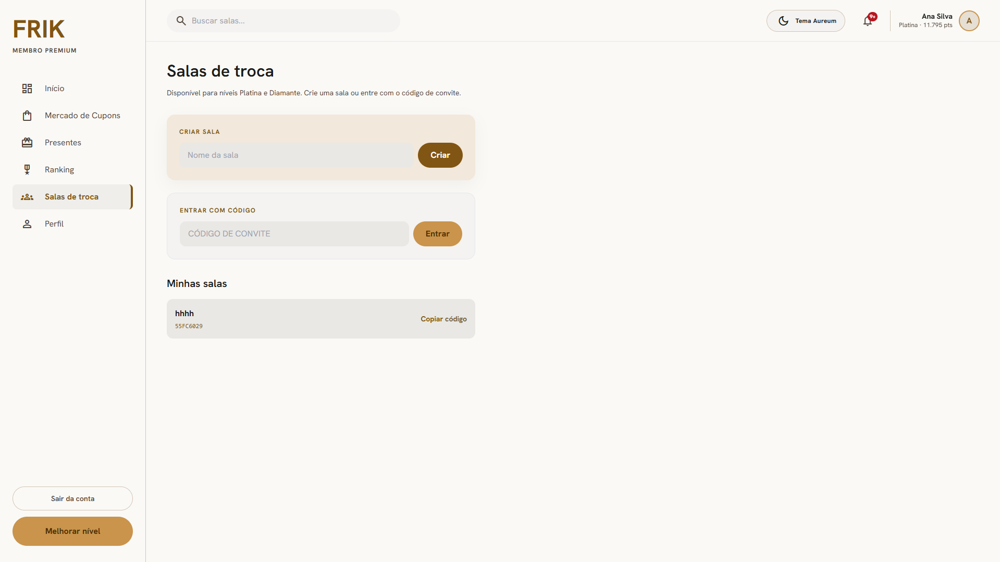 FRIK
MEMBRO PREMIUM
Início
Mercado de Cupons
Presentes
Ranking
Salas de troca
Perfil
Sair da conta
Melhorar nível
Buscar salas...
Tema Aureum
9+
Ana Silva
Platina · 11.795 pts
A
Salas de troca
Disponível para níveis Platina e Diamante. Crie uma sala ou entre com o código de convite.
CRIAR SALA
Nome da sala
Criar
ENTRAR COM CÓDIGO
CÓDIGO DE CONVITE
Entrar
Minhas salas
hhhh
55FC6029
Copiar código